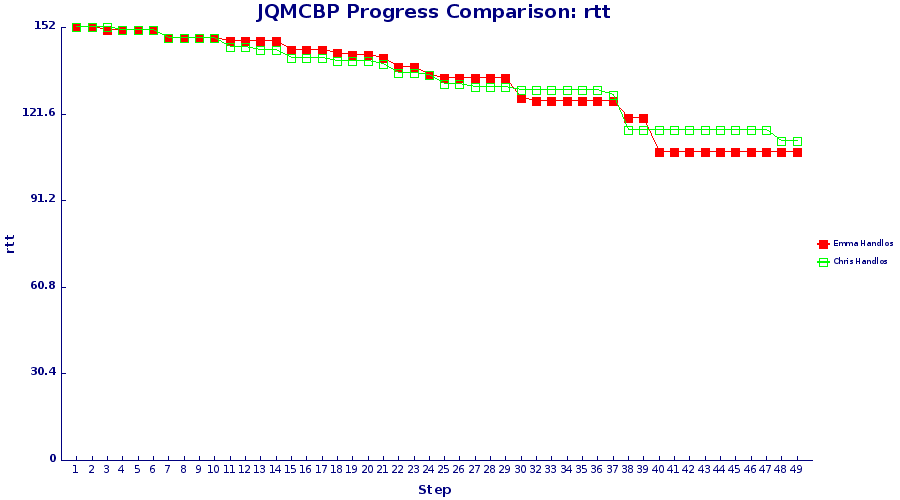 JQMCBP Progress Comparison: rtt
152
121.6
91.2
60.8
30.4
0
rtt
1 2 3 4 5 6 7 8 9 10 11 12 13 14 15 16 17 18 19 20 21 22 23 24 25 26 27 28 29 30 32 33 34 35 36 37 38 39 40 41 42 43 44 45 46 47 48 49
Step
Emma Handlos
Chris Handlos